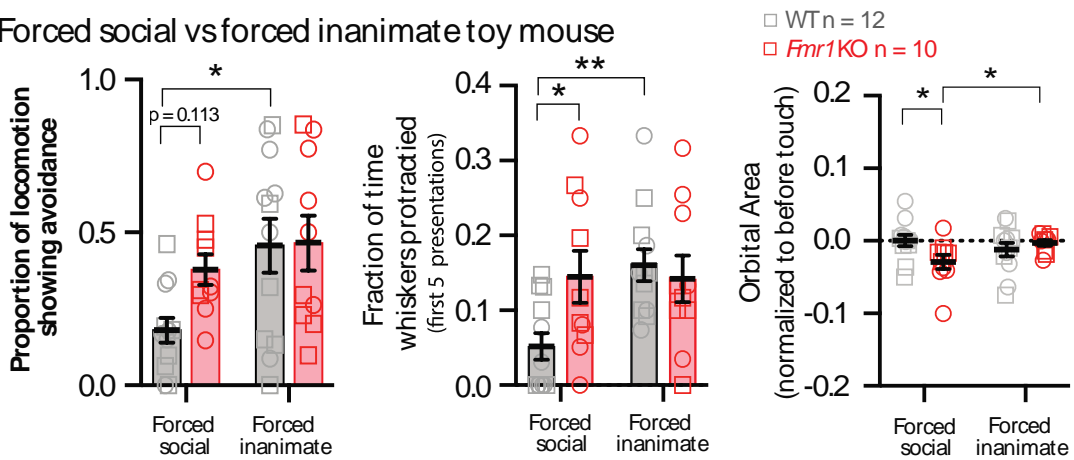 Forced social vs forced inanimate toy mouse
WT n = 12
Fmr1 KO n = 10
Proportion of locomotion
showing avoidance
1.0
0.5
0.0
*
p = 0.113
Forced
social
Forced
inanimate
Fraction of time
whiskers protractied
(first 5 presentations)
0.4
0.3
0.2
0.1
0.0
**
*
Forced
social
Forced
inanimate
Orbital Area
(normalized to before touch)
0.2
0.1
0.0
-0.1
-0.2
*
*
Forced
social
Forced
inanimate